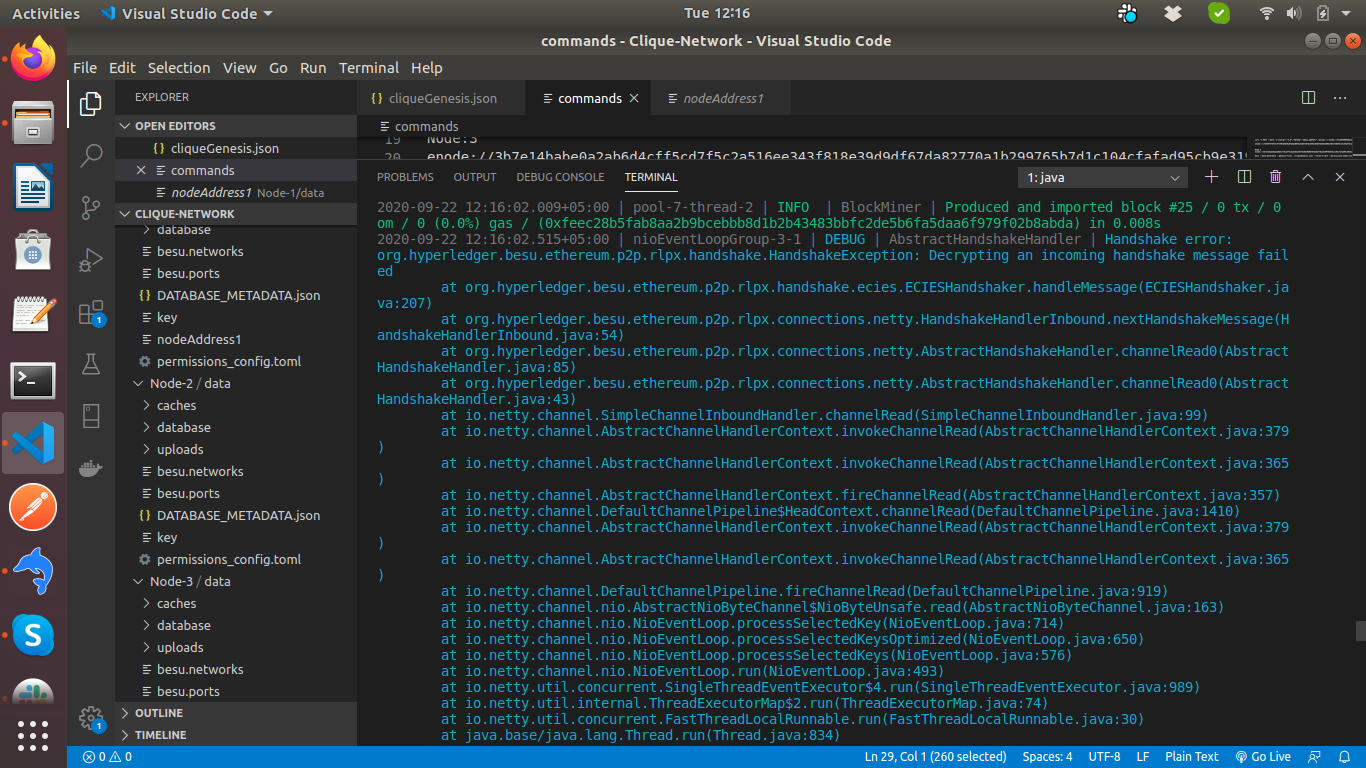 Activities
Visual Studio Code
Tue 12:16
commands - Clique-Network - Visual Studio Code
File Edit Selection View Go Run Terminal Help
EXPLORER
OPEN EDITORS
{} cliqueGenesis.json
commands
nodeAddress1 Node-1/data
CLIQUE-NETWORK
database
besu.networks
besu.ports
{} DATABASE_METADATA.json
key
nodeAddress1
permissions_config.toml
Node-2 / data
caches
database
uploads
besu.networks
besu.ports
{} DATABASE_METADATA.json
key
permissions_config.toml
Node-3 / data
caches
database
uploads
besu.networks
besu.ports
OUTLINE
TIMELINE
1
1
S
{} cliqueGenesis.json
commands
nodeAddress1
commands
19 Node:3
PROBLEMS OUTPUT DEBUG CONSOLE TERMINAL
1: java
2020-09-22 12:16:02.009+05:00 | pool-7-thread-2 | INFO | BlockMiner | Produced and imported block #25 / 0 tx / 0
om / 0 (0.0%) gas / (0xfeec28b5fab8aa2b9bcebbb8d1b2b43483bbfc2de5b6fa5daa6f979f02b8abda) in 0.008s
2020-09-22 12:16:02.515+05:00 | nioEventLoopGroup-3-1 | DEBUG | AbstractHandshakeHandler | Handshake error:
org.hyperledger.besu.ethereum.p2p.rlpx.handshake.HandshakeException: Decrypting an incoming handshake message fail
ed
at org.hyperledger.besu.ethereum.p2p.rlpx.handshake.ecies.ECIESHandshaker.handleMessage(ECIESHandshaker.ja
va:207)
at org.hyperledger.besu.ethereum.p2p.rlpx.connections.netty.HandshakeHandlerInbound.nextHandshakeMessage(H
andshakeHandlerInbound.java:54)
at org.hyperledger.besu.ethereum.p2p.rlpx.connections.netty.AbstractHandshakeHandler.channelRead0(Abstract
HandshakeHandler.java:85)
at org.hyperledger.besu.ethereum.p2p.rlpx.connections.netty.AbstractHandshakeHandler.channelRead0(Abstract
HandshakeHandler.java:43)
at io.netty.channel.SimpleChannelInboundHandler.channelRead(SimpleChannelInboundHandler.java:99)
at io.netty.channel.AbstractChannelHandlerContext.invokeChannelRead(AbstractChannelHandlerContext.java:379
)
at io.netty.channel.AbstractChannelHandlerContext.invokeChannelRead(AbstractChannelHandlerContext.java:365
)
at io.netty.channel.AbstractChannelHandlerContext.fireChannelRead(AbstractChannelHandlerContext.java:357)
at io.netty.channel.DefaultChannelPipeline$HeadContext.channelRead(DefaultChannelPipeline.java:1410)
at io.netty.channel.AbstractChannelHandlerContext.invokeChannelRead(AbstractChannelHandlerContext.java:379
)
at io.netty.channel.AbstractChannelHandlerContext.invokeChannelRead(AbstractChannelHandlerContext.java:365
)
at io.netty.channel.DefaultChannelPipeline.fireChannelRead(DefaultChannelPipeline.java:919)
at io.netty.channel.nio.AbstractNioByteChannel$NioByteUnsafe.read(AbstractNioByteChannel.java:163)
at io.netty.channel.nio.NioEventLoop.processSelectedKey(NioEventLoop.java:714)
at io.netty.channel.nio.NioEventLoop.processSelectedKeysOptimized(NioEventLoop.java:650)
at io.netty.channel.nio.NioEventLoop.processSelectedKeys(NioEventLoop.java:576)
at io.netty.channel.nio.NioEventLoop.run(NioEventLoop.java:493)
at io.netty.util.concurrent.SingleThreadEventExecutor$4.run(SingleThreadEventExecutor.java:989)
at io.netty.util.internal.ThreadExecutorMap$2.run(ThreadExecutorMap.java:74)
at io.netty.util.concurrent.FastThreadLocalRunnable.run(FastThreadLocalRunnable.java:30)
at java.base/java.lang.Thread.run(Thread.java:834)
0 0
Ln 29, Col 1 (260 selected) Spaces: 4 UTF-8 LF Plain Text Go Live